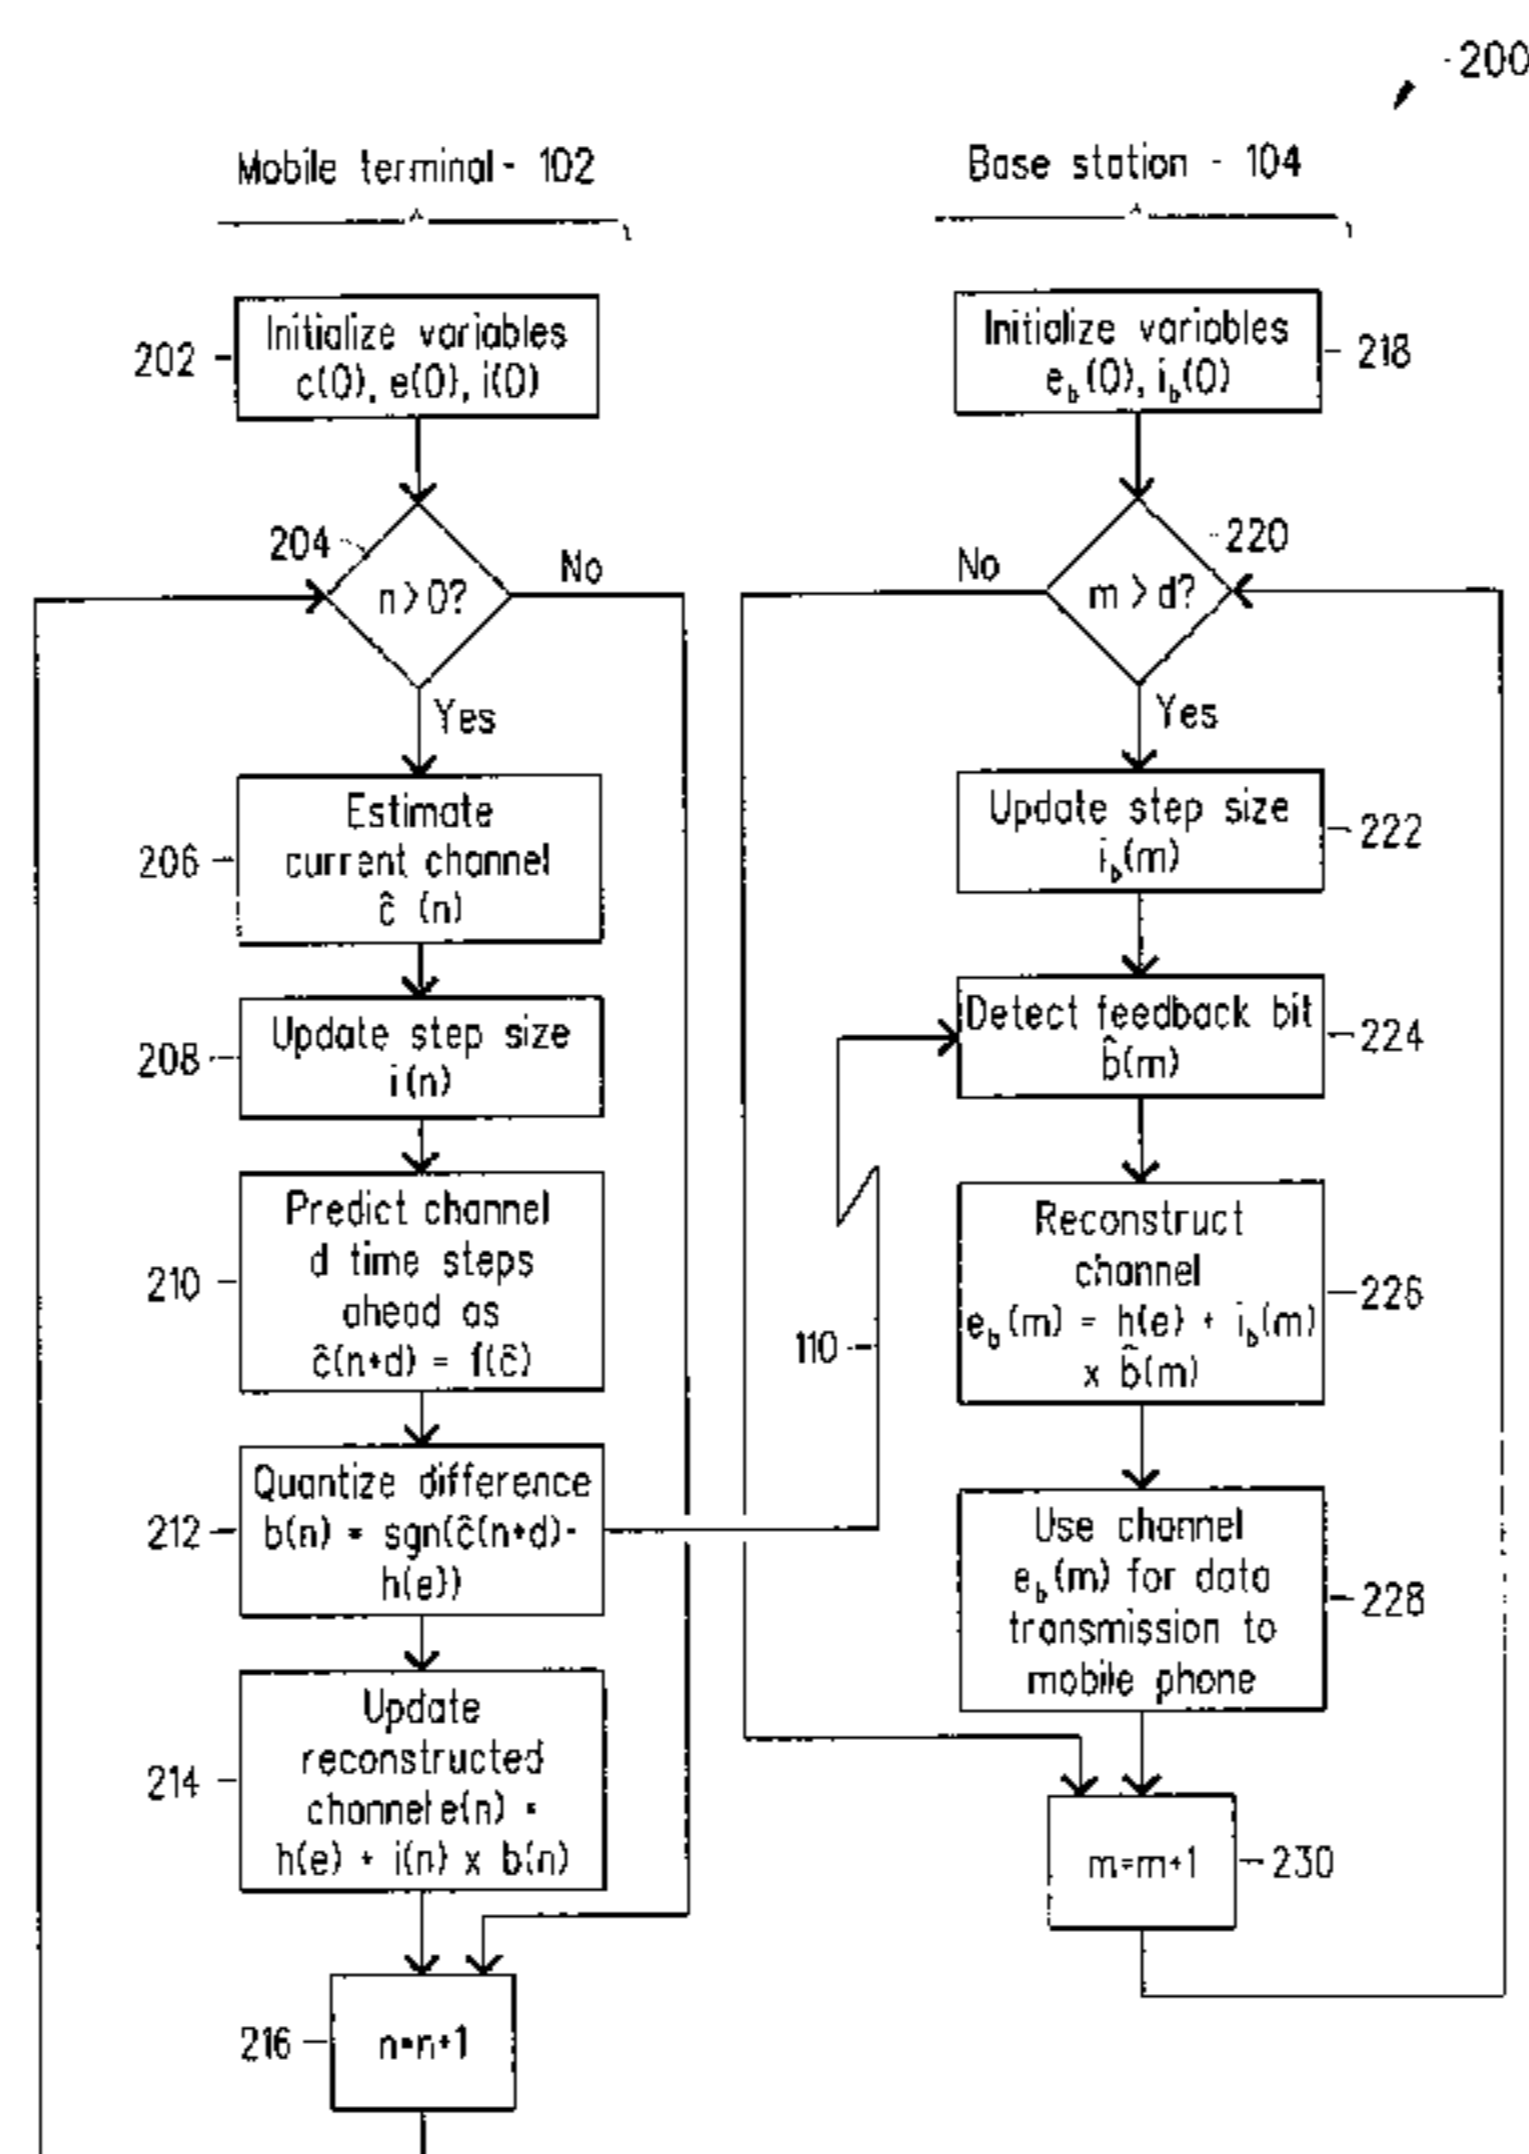 200
Mobile terminal - 102
Base station - 104
202
Initialize variables
c(0), e(0), i(0)
204
n > 0?
No
Yes
206
Estimate
current channel
ĉ (n)
208
Update step size
i(n)
210
Predict channel
d time steps
ahead as
ĉ(n+d) = f(ĉ)
212
Quantize difference
b(n) = sgn(ĉ(n+d)-
h(e))
214
Update
reconstructed
channel e(n) =
h(e) + i(n) x b(n)
216
n=n+1
110
Initialize variables
e_b(0), i_b(0)
218
220
m > d?
No
Yes
Update step size
i_b(m)
222
Detect feedback bit
b̂(m)
224
Reconstruct
channel
e_b(m) = h(e) + i_b(m)
x b̂(m)
226
Use channel
e_b(m) for data
transmission to
mobile phone
228
m=m+1
230